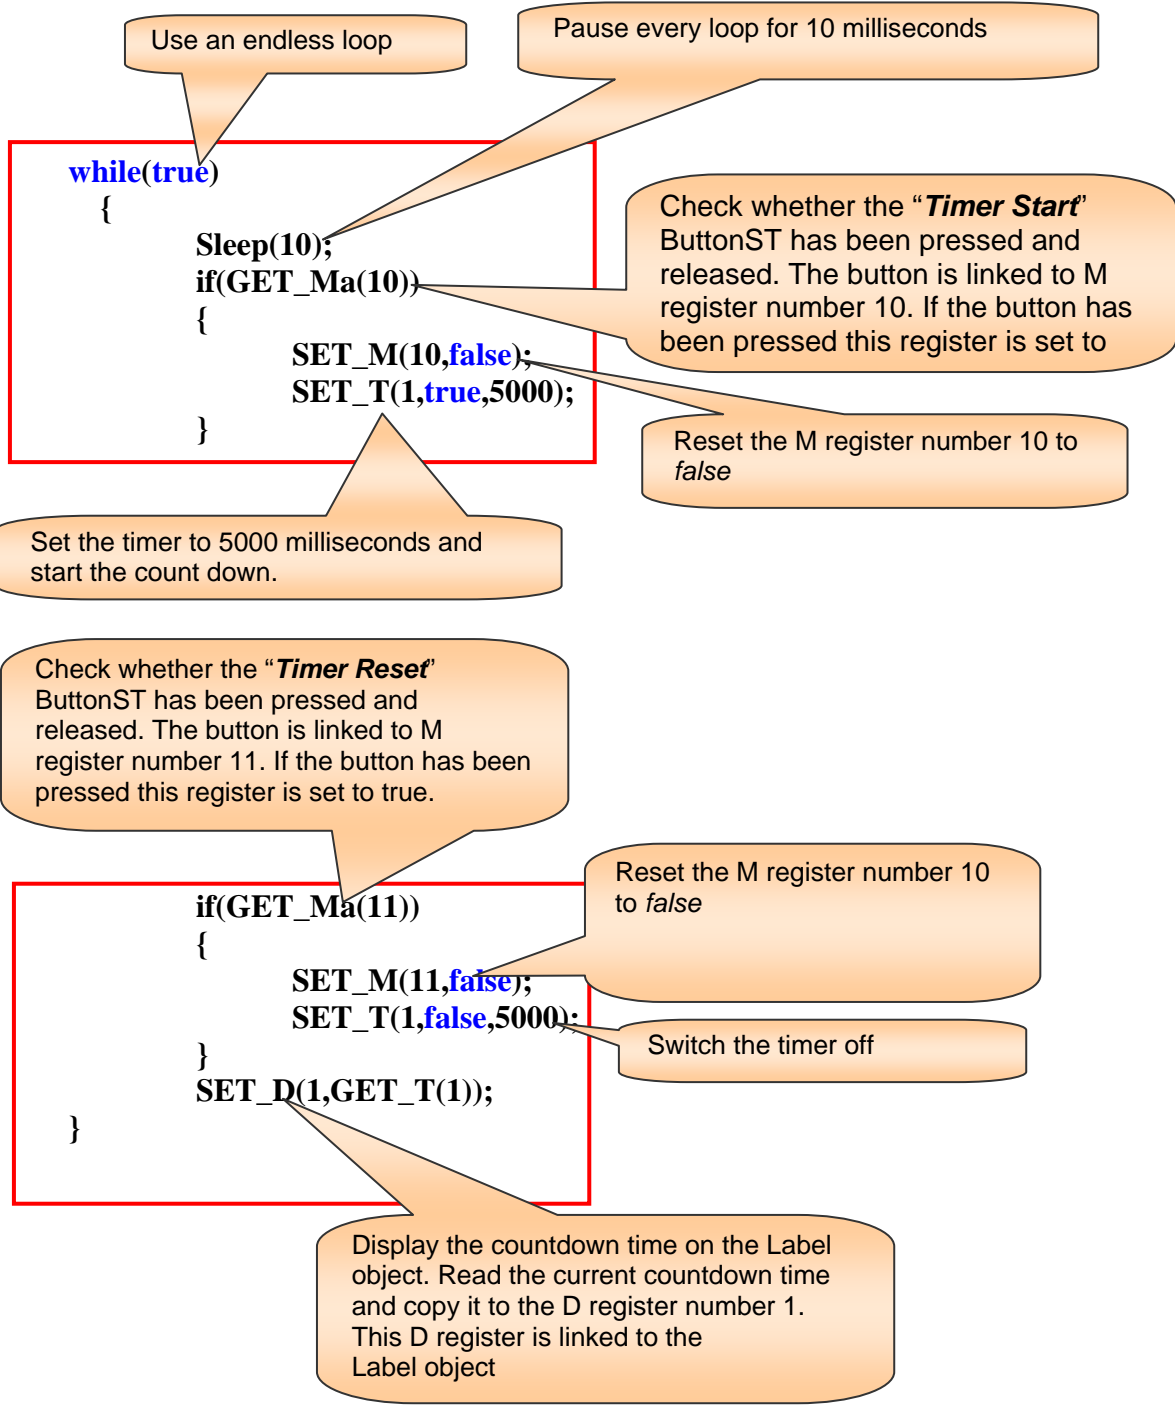 Use an endless loop
Pause every loop for 10 milliseconds
while(true)
{
Sleep(10);
if(GET_Ma(10))
{
SET_M(10,false);
SET_T(1,true,5000);
}
Check whether the “Timer Start”
ButtonST has been pressed and
released. The button is linked to M
register number 10. If the button has
been pressed this register is set to
Reset the M register number 10 to
false
Set the timer to 5000 milliseconds and
start the count down.
Check whether the “Timer Reset”
ButtonST has been pressed and
released. The button is linked to M
register number 11. If the button has been
pressed this register is set to true.
if(GET_Ma(11))
{
SET_M(11,false);
SET_T(1,false,5000);
}
SET_D(1,GET_T(1));
}
Reset the M register number 10
to false
Switch the timer off
Display the countdown time on the Label
object. Read the current countdown time
and copy it to the D register number 1.
This D register is linked to the
Label object